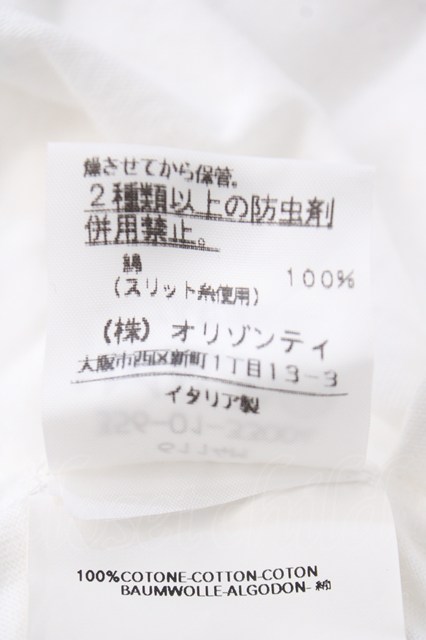 燥させてから保管。
2種類以上の防虫剤
併用禁止。
綿 100%
(スリット糸使用)
(株) オリゾンティ
大阪市西区新町1丁目13-3
イタリア製
100%COTONE-COTTON-COTON
BAUMWOLLE-ALGODON-綿